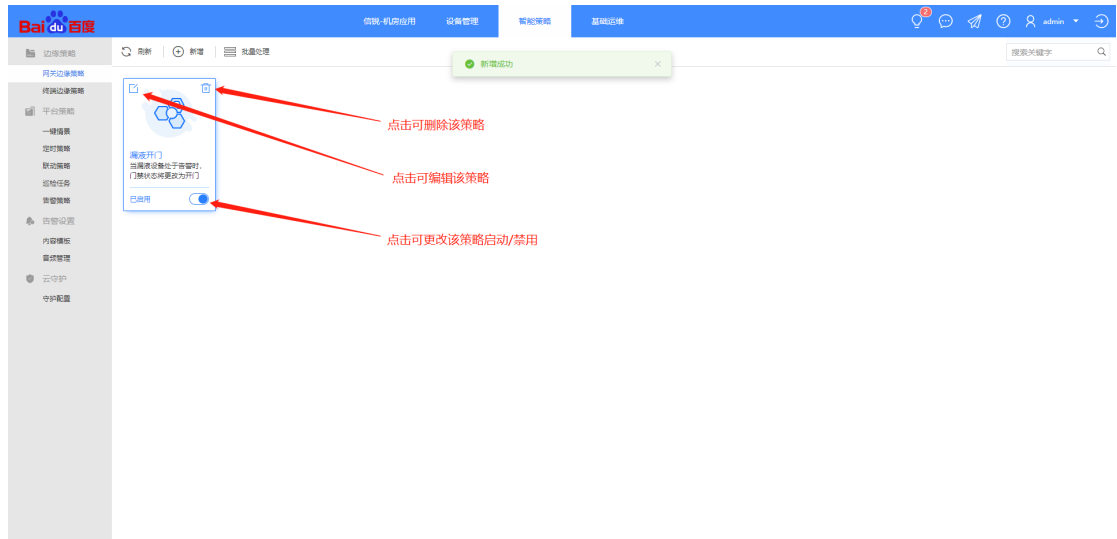 Bai du 百度
信锐-机房应用
设备管理
智能策略
基础运维
2
admin
边缘策略
网关边缘策略
终端边缘策略
平台策略
一键情景
定时策略
联动策略
巡检任务
告警策略
告警设置
内容模板
音频管理
云守护
守护配置
刷新
新增
批量处理
新增成功
搜索关键字
漏液开门
当漏液设备处于告警时,
门禁状态将更改为开门
已启用
点击可删除该策略
点击可编辑该策略
点击可更改该策略启动/禁用